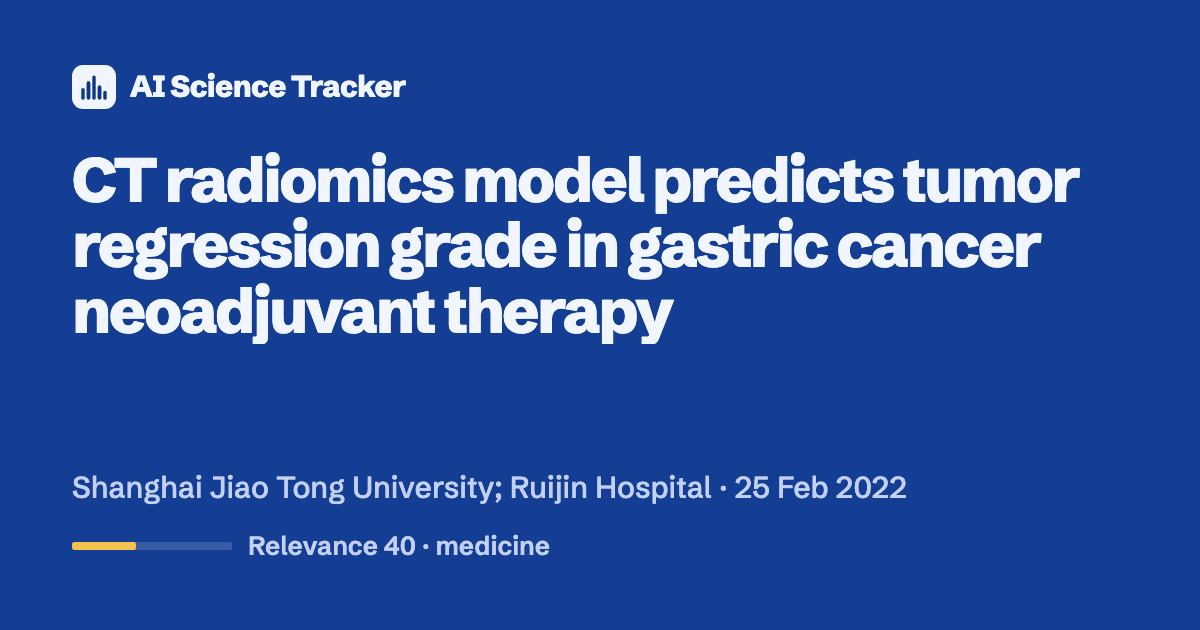 AI Science Tracker
CT radiomics model predicts tumor
regression grade in gastric cancer
neoadjuvant therapy
Shanghai Jiao Tong University; Ruijin Hospital · 25 Feb 2022
Relevance 40 · medicine